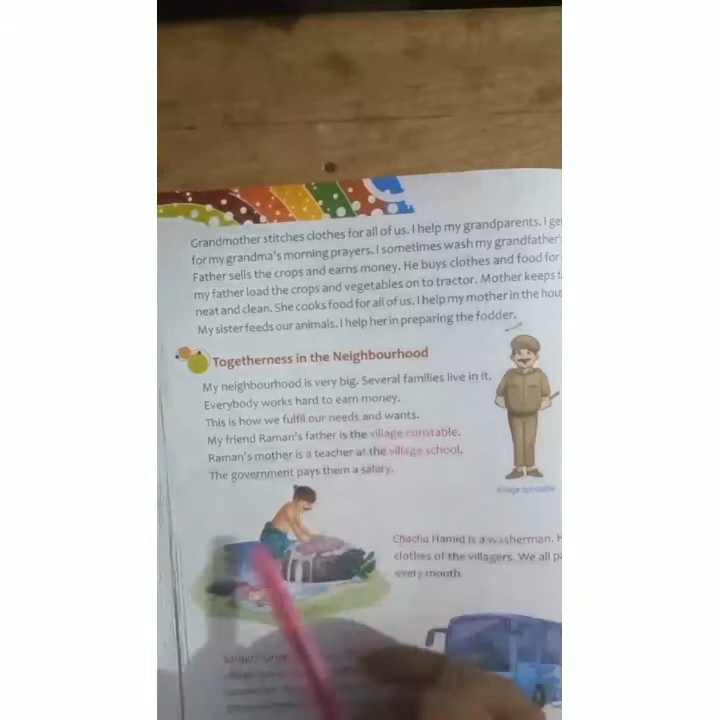 Grandmother stitches clothes for all of us. I help my grandparents. I ge
for my grandma's morning prayers. I sometimes wash my grandfather'
Father sells the crops and earns money. He buys clothes and food for
my father load the crops and vegetables on to tractor. Mother keeps t
neat and clean. She cooks food for all of us. I help my mother in the hou
My sister feeds our animals. I help her in preparing the fodder.
Togetherness in the Neighbourhood
My neighbourhood is very big. Several families live in it.
Everybody works hard to earn money.
This is how we fulfil our needs and wants.
My friend Raman's father is the village constable.
Raman's mother is a teacher at the village school.
The government pays them a salary.
Village constable
Chacha Hamid is a washerman. H
clothes of the villagers. We all pa
every month